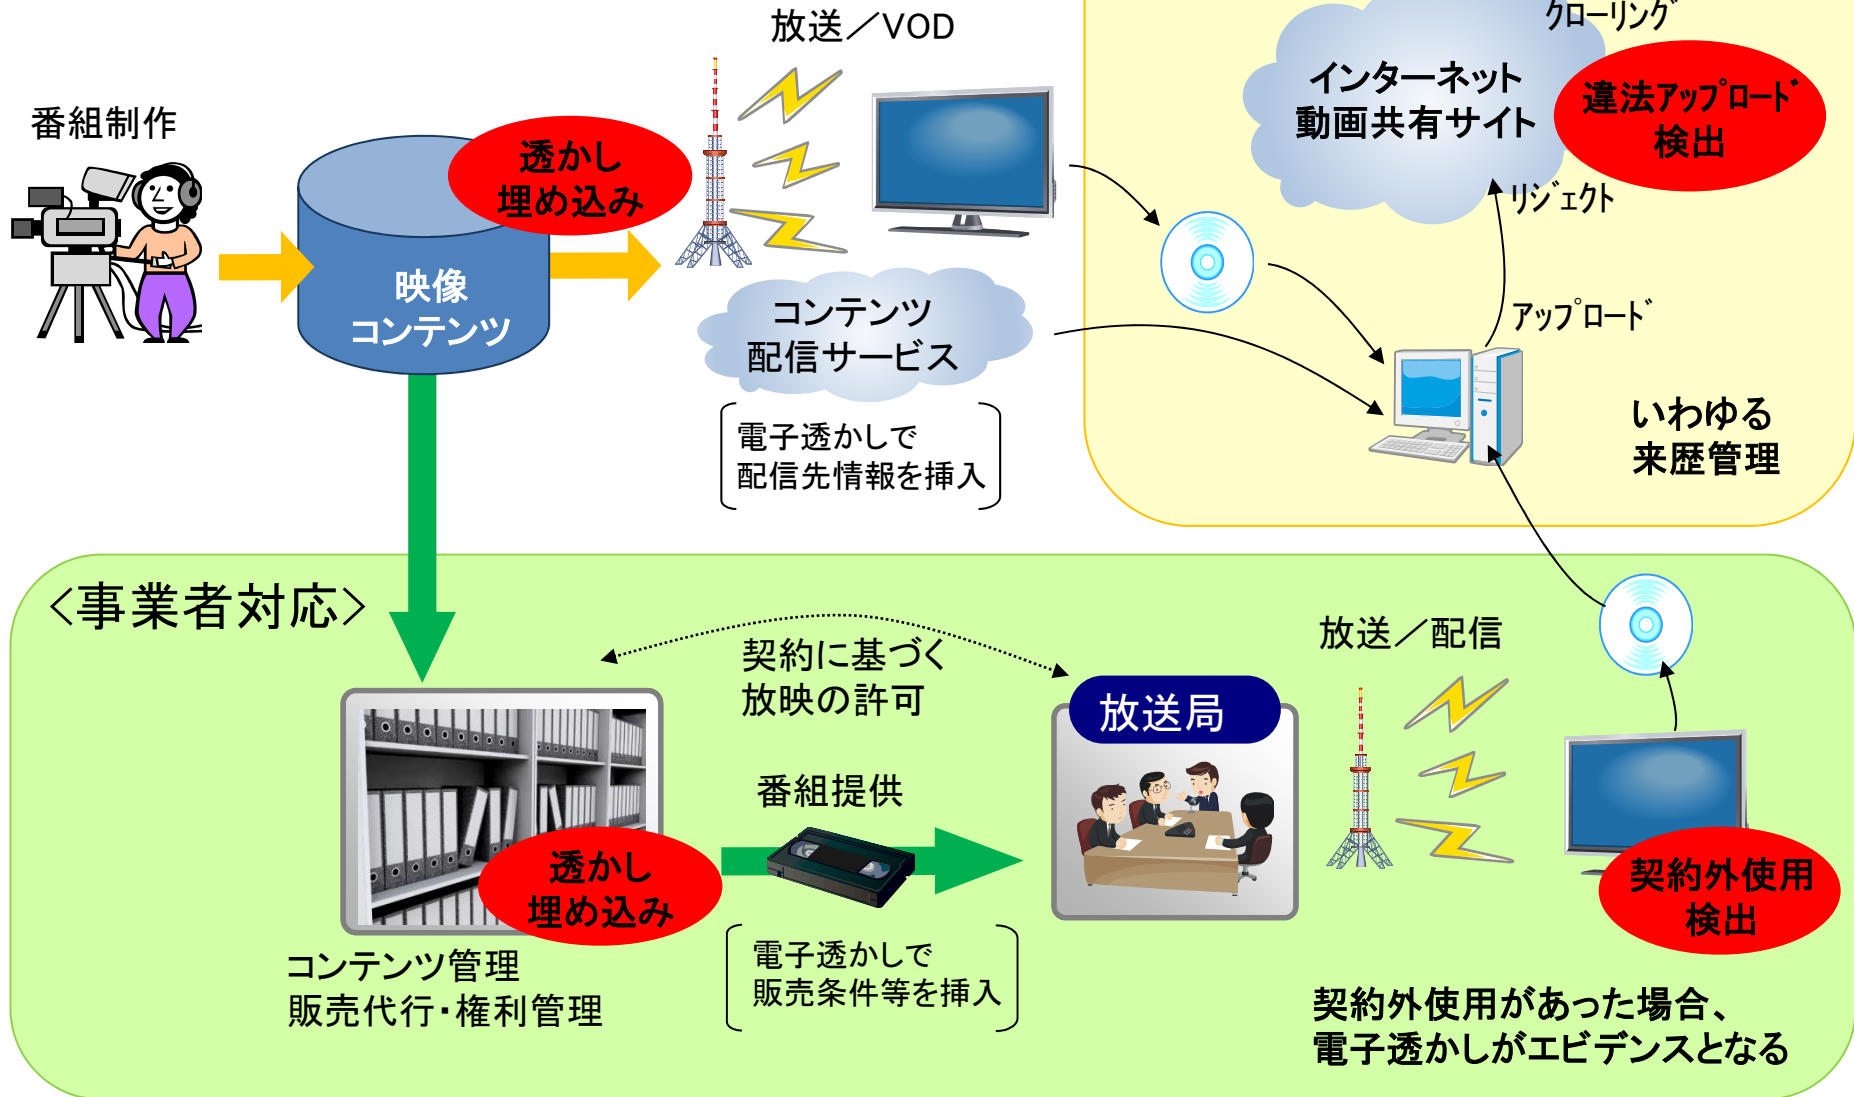 放送／VOD
クローリング
インターネット
動画共有サイト
違法アップロード
検出
番組制作
透かし
埋め込み
リジェクト
映像
コンテンツ
コンテンツ
配信サービス
アップロード
電子透かしで
配信先情報を挿入
いわゆる
来歴管理
＜事業者対応＞
契約に基づく
放映の許可
放送／配信
放送局
番組提供
透かし
埋め込み
契約外使用
検出
コンテンツ管理
販売代行・権利管理
電子透かしで
販売条件等を挿入
契約外使用があった場合、
電子透かしがエビデンスとなる